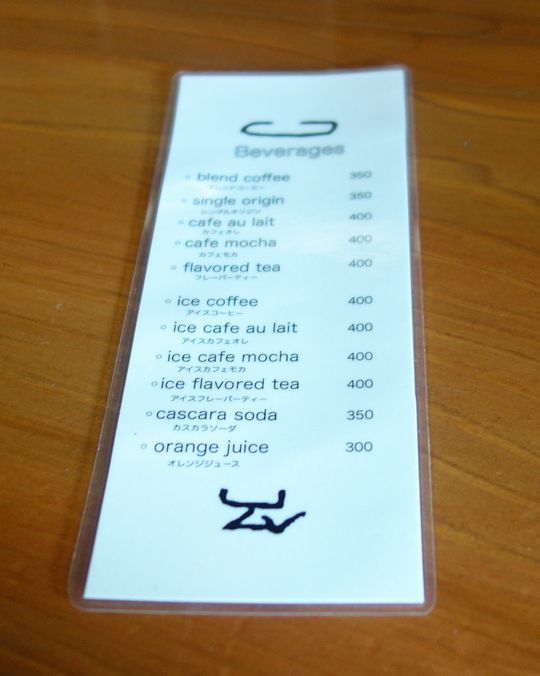 Beverages
blend coffee 350
ブレンドコーヒー
single origin 350
シングルオリジン
cafe au lait 400
カフェオレ
cafe mocha 400
カフェモカ
flavored tea 400
フレーバーティー
ice coffee 400
アイスコーヒー
ice cafe au lait 400
アイスカフェオレ
ice cafe mocha 400
アイスカフェモカ
ice flavored tea 400
アイスフレーバーティー
cascara soda 350
カスカラソーダ
orange juice 300
オレンジジュース